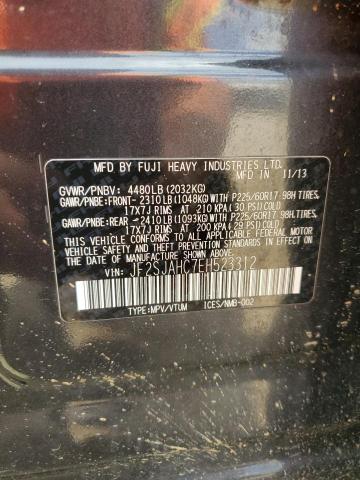 MFD BY FUJI HEAVY INDUSTRIES LTD.
MFD IN 11/13
GVWR/PNBV: 4480LB (2032KG)
GAWR/PNBE:FRONT-2310LB (1048KG)WITH P225/60R17 98H TIRES,
17X7J RIMS AT 210 KPA(30 PSI)COLD
GAWR/PNBE:REAR -2410LB (1093KG)WITH P225/60R17 98H TIRES,
17X7J RIMS AT 200 KPA(29 PSI)COLD
THIS VEHICLE CONFORMS TO ALL APPLICABLE
FEDERAL MOTOR VEHICLE SAFETY STANDARDS IN EFFECT ON
THE DATE OF MANUFACTURE SHOWN ABOVE.
VIN: JF2SJAHC7EH523312
TYPE:MPV/VTUM ICES/NMB-002